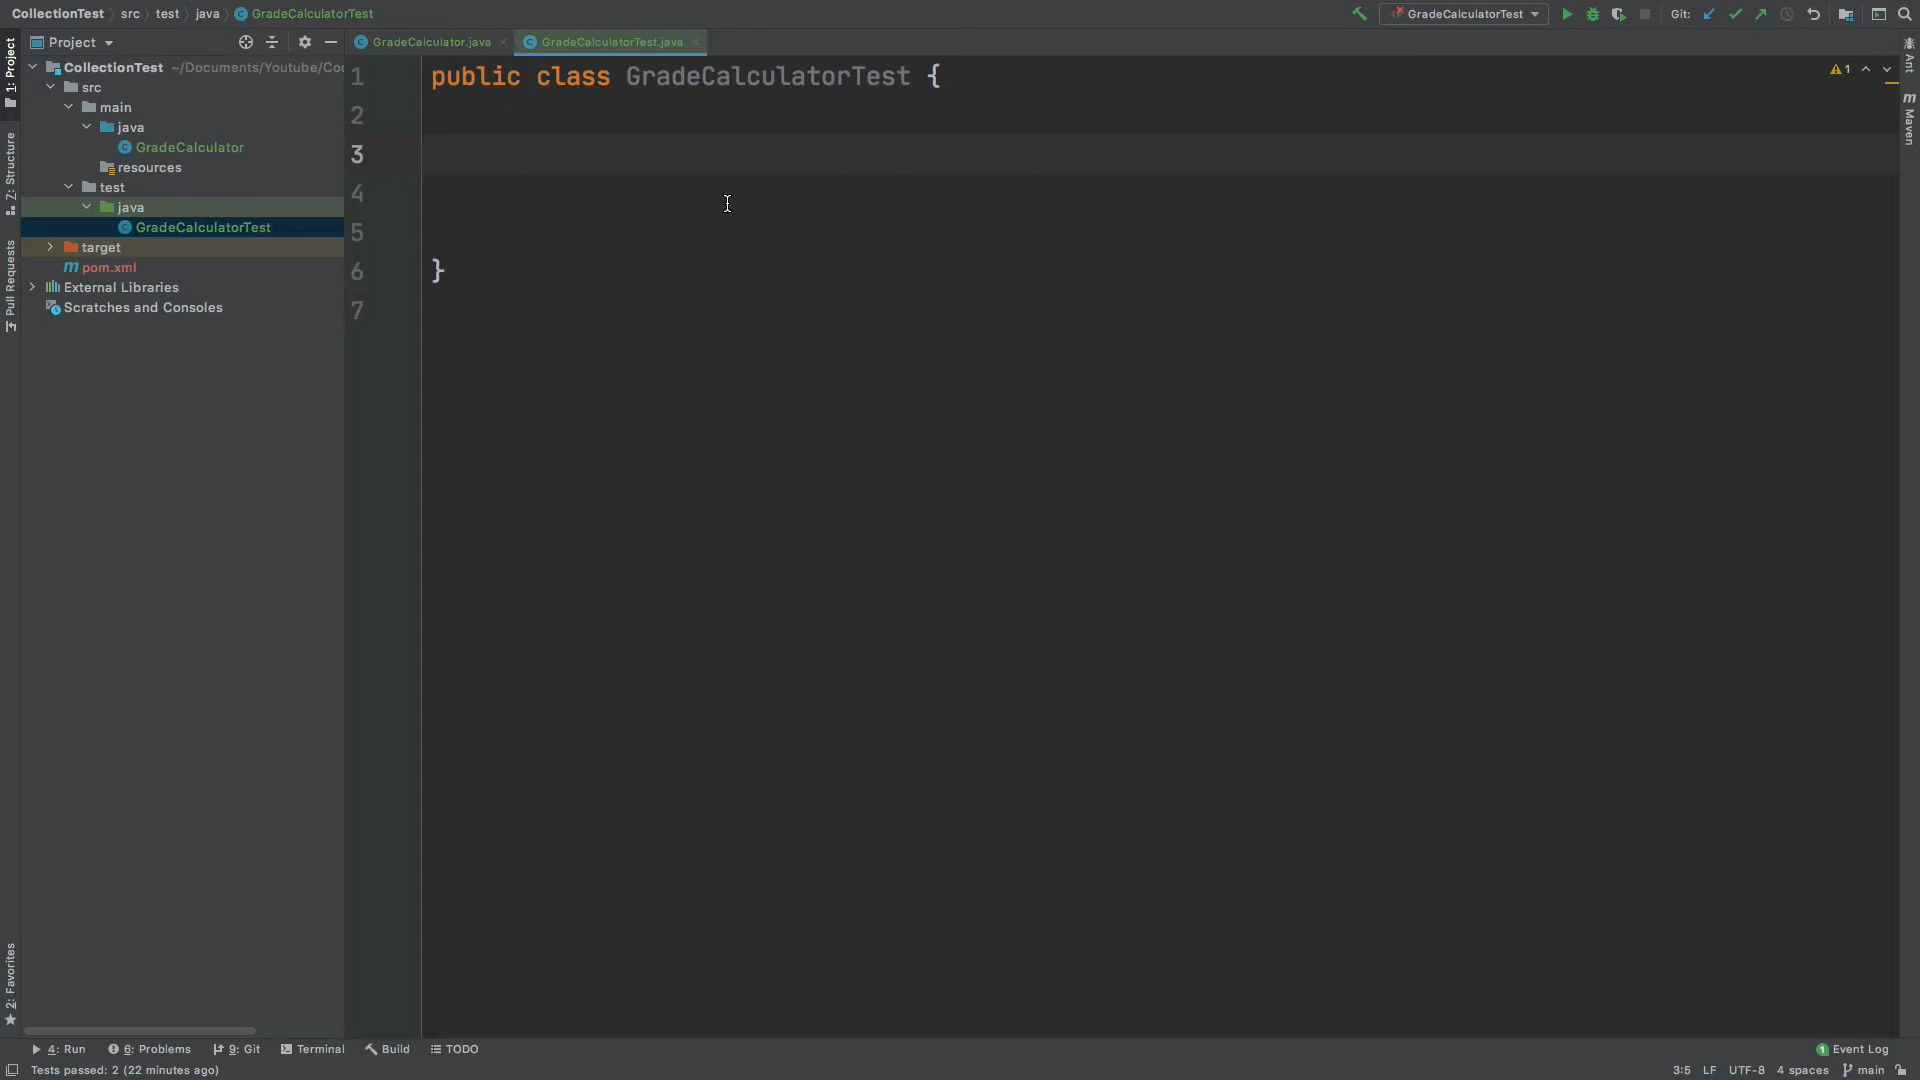 CollectionTest src test java GradeCalculatorTest
GradeCalculatorTest Git:
Project
GradeCalculator.java GradeCalculatorTest.java
CollectionTest ~/Documents/Youtube/
src
main
java
GradeCalculator
resources
test
java
GradeCalculatorTest
target
pom.xml
External Libraries
Scratches and Consoles
1: Project
Z: Structure
Pull Requests
2: Favorites
1 public class GradeCalculatorTest {
2
3
4
5
6 }
7
1
Ant
Maven
4: Run 6: Problems 9: Git Terminal Build TODO 1 Event Log
Tests passed: 2 (22 minutes ago) 3:5 LF UTF-8 4 spaces main